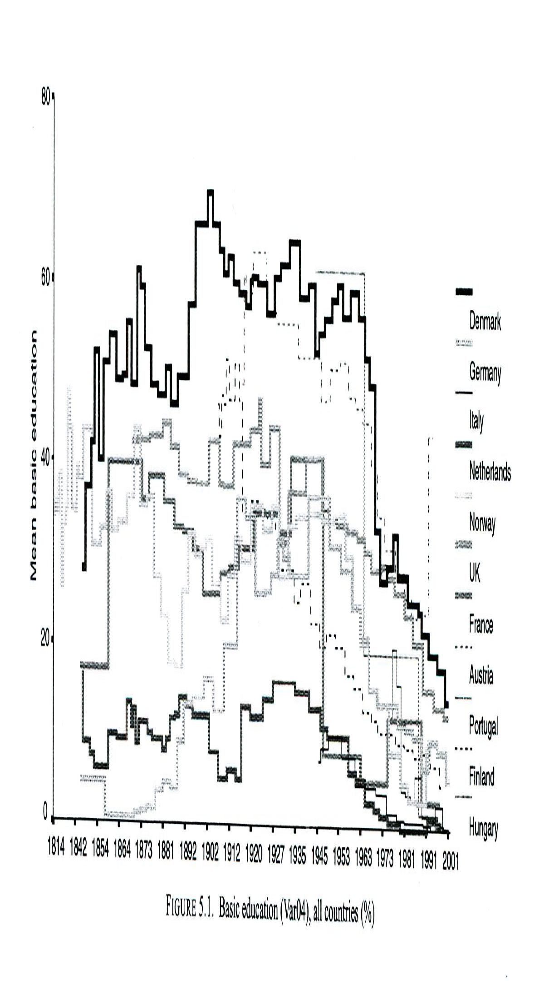 80
60
40
20
0
Mean basic education
1814 1842 1854 1864 1873 1881 1892 1902 1912 1920 1927 1935 1945 1953 1963 1973 1981 1991 2001
Denmark
Germany
Italy
Netherlands
Norway
UK
France
Austria
Portugal
Finland
Hungary
FIGURE 5.1. Basic education (Var04), all countries (%)